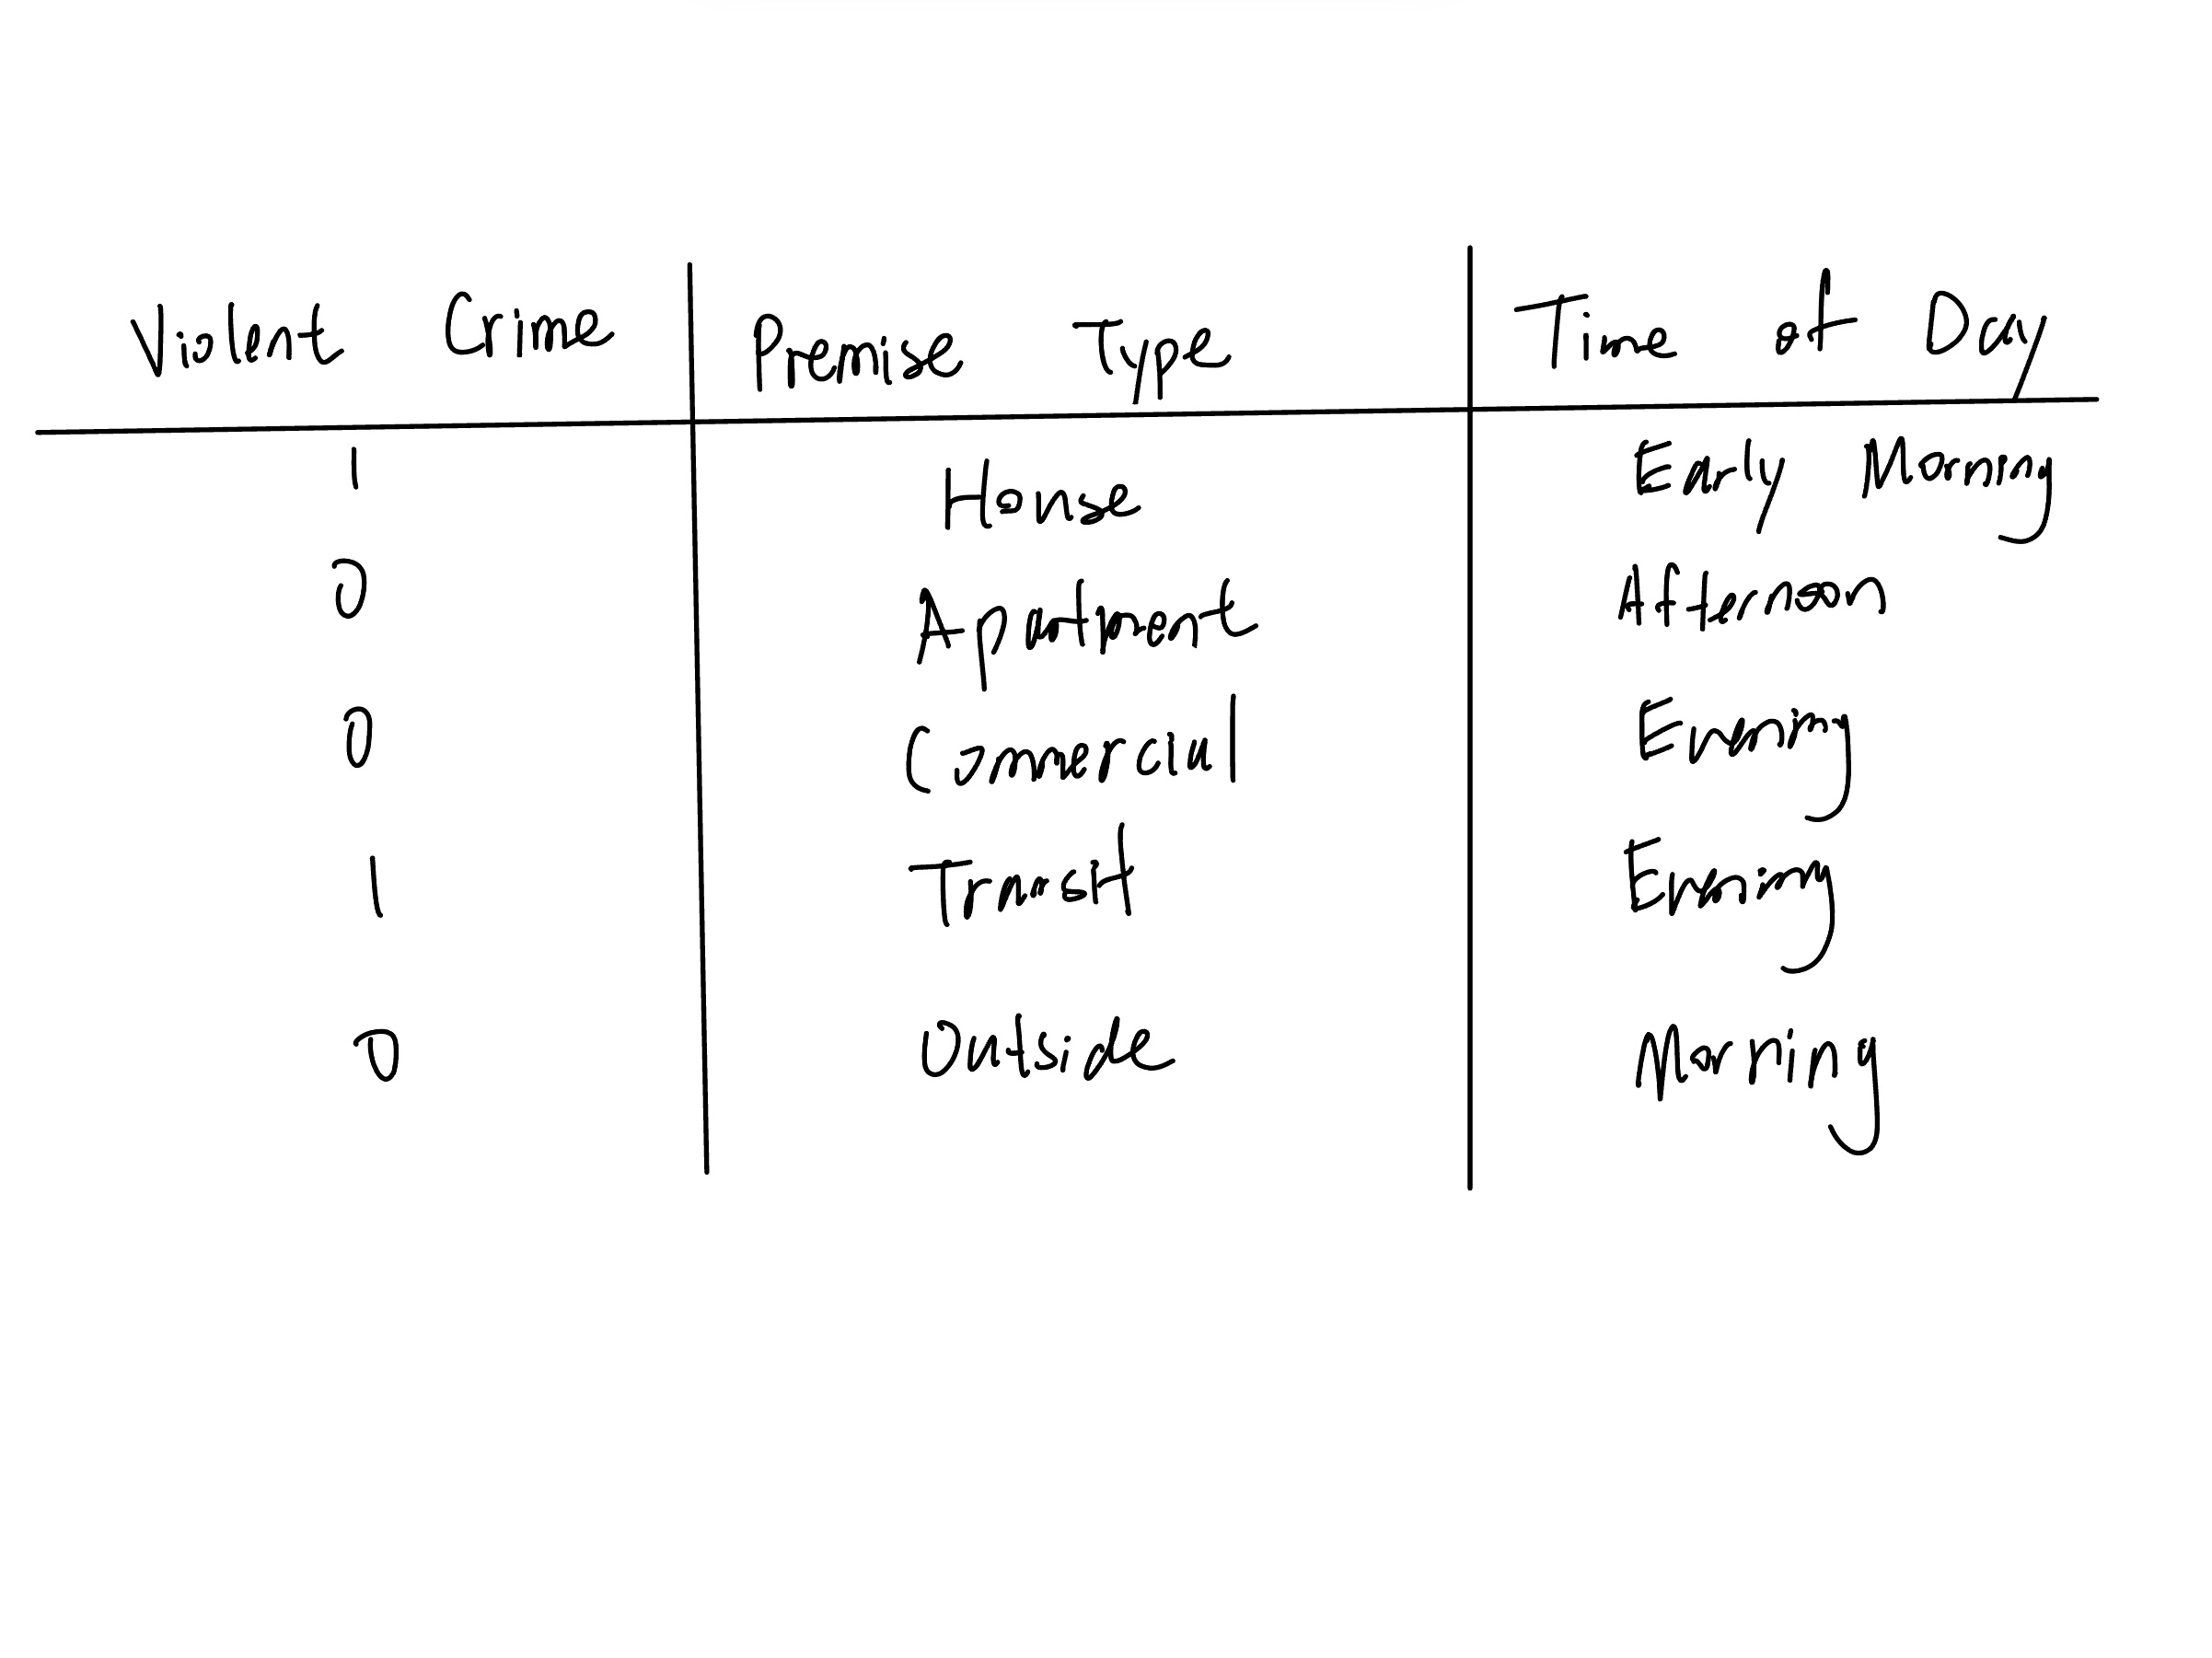 Violent Crime Premise Type Time of Day
1 House Early Morning
0 Apartment Afternoon
0 Commercial Evening
1 Transit Evening
0 Outside Morning